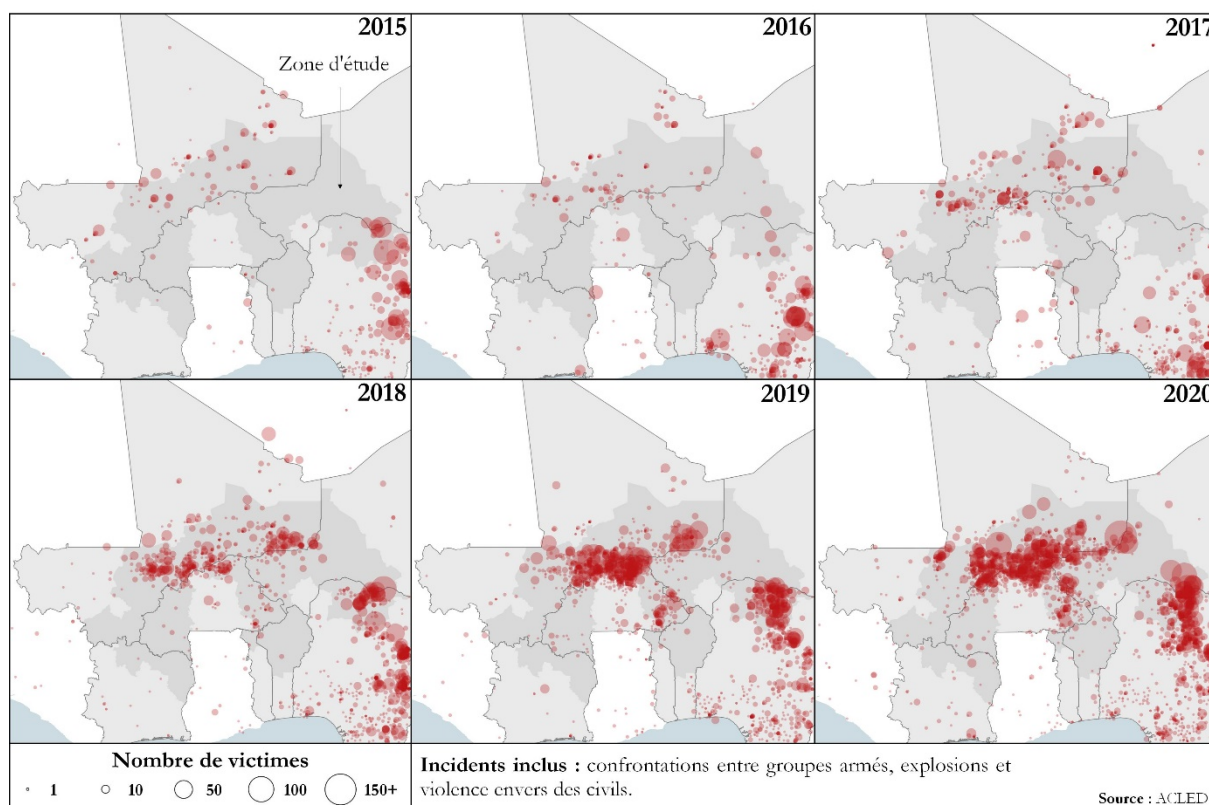 2015
Zone d'étude
2016
2017
2018
2019
2020
Nombre de victimes
1 10 50 100 150+
Incidents inclus : confrontations entre groupes armés, explosions et
violence envers des civils.
Source : ACLED